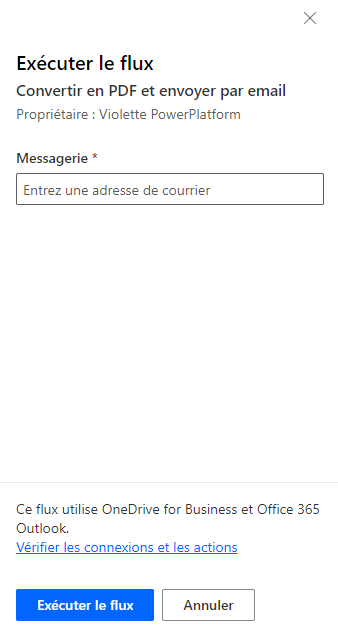 Exécuter le flux
Convertir en PDF et envoyer par email
Propriétaire : Violette PowerPlatform
Messagerie *
Entrez une adresse de courrier
Ce flux utilise OneDrive for Business et Office 365
Outlook.
Vérifier les connexions et les actions
Exécuter le flux
Annuler